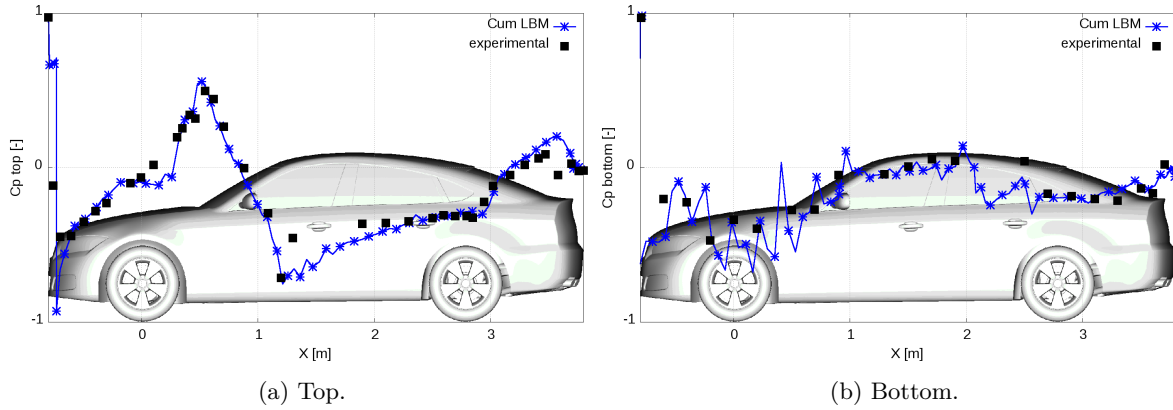 1
0
-1
Cp top [-]
Cum LBM
experimental
0
1
2
3
X [m]
(a) Top.
1
0
-1
Cp bottom [-]
Cum LBM
experimental
0
1
2
3
X [m]
(b) Bottom.